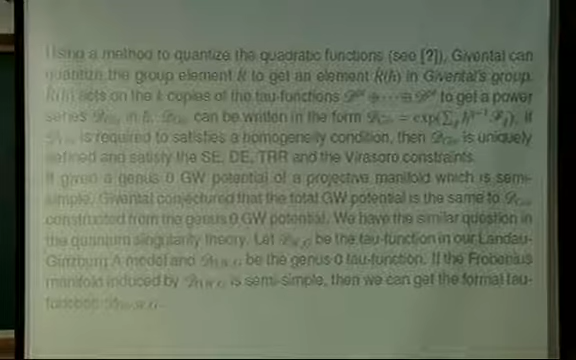 Using a method to quantize the quadratic functions (see [?]), Givental can
quantize the group element R to get an element R̂(ħ) in Givental's group.
R̂(ħ) acts on the k copies of the tau-functions to get a power
series in ħ. can be written in the form = exp(∑ ). If
is required to satisfies a homogeneity condition, then is uniquely
defined and satisfy the SE, DE, TRR and the Virasoro constraints.
If given a genus 0 GW potential of a projective manifold which is semi-
simple, Givental conjectured that the total GW potential is the same to
constructed from the genus 0 GW potential. We have the similar question in
the quantum singularity theory. Let be the tau-function in our Landau-
Ginzburg A model and be the genus 0 tau-function. If the Frobenius
manifold induced by is semi-simple, then we can get the formal tau-
function